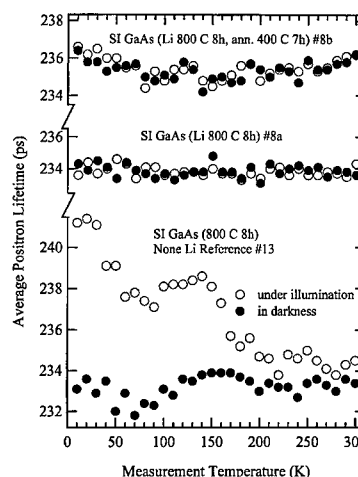 238
SI GaAs (Li 800 C 8h, ann. 400 C 7h) #8b
236
234
236
SI GaAs (Li 800 C 8h) #8a
234
SI GaAs (800 C 8h)
None Li Reference #13
240
238
under illumination
in darkness
236
234
232
0
50
100
150
200
250
300
Average Positron Lifetime (ps)
Measurement Temperature (K)